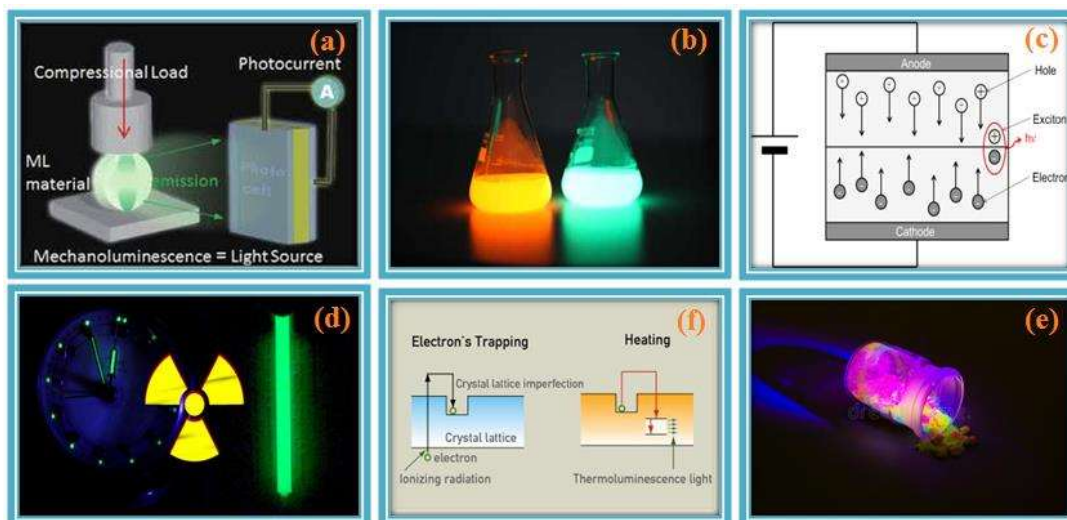 (a)
Compressional Load
Photocurrent
A
ML
material
emission
Photo
cell
Mechanoluminescence = Light Source
(b)
(c)
Anode
Hole
Exciton
hν
Electron
Cathode
(d)
(f)
Electron's Trapping
Heating
Crystal lattice imperfection
Crystal lattice
electron
Ionizing radiation
Thermoluminescence light
(e)